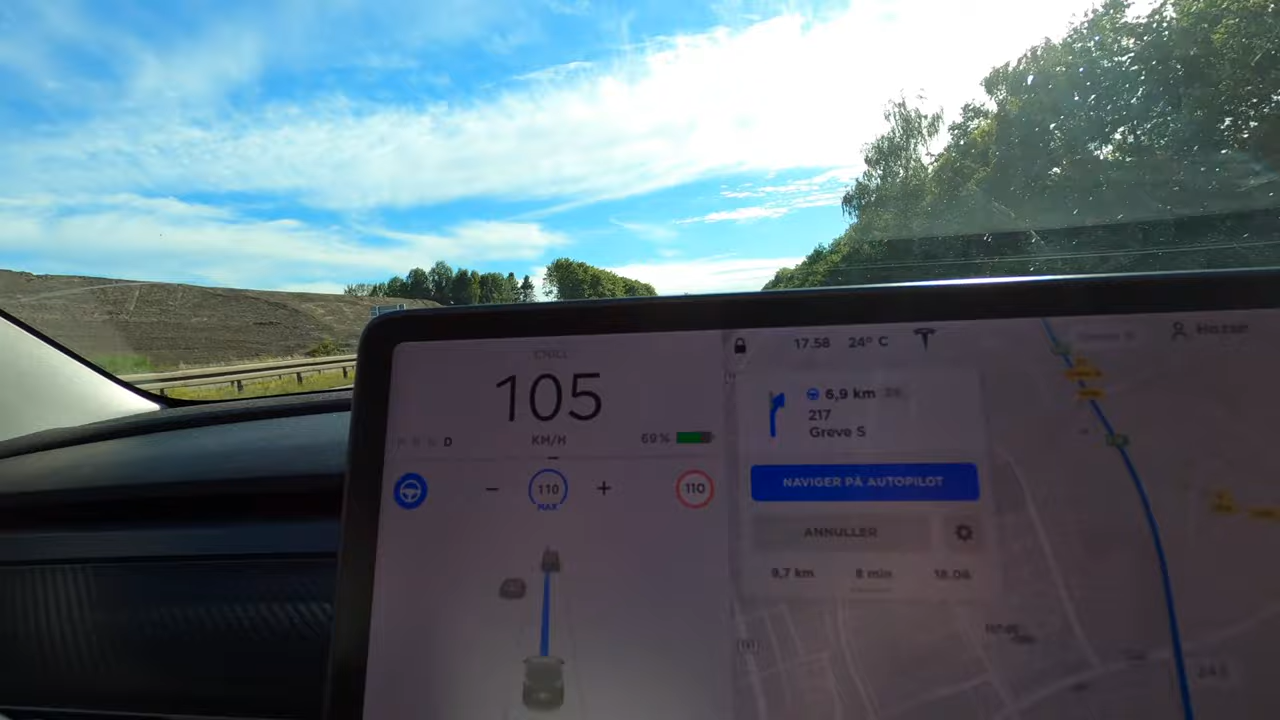 CHILL
105
KM/H
D
69%
110
MAX
110
17.58 24° C
6,9 km
217
Greve S
NAVIGER PÅ AUTOPILOT
ANNULLER
9,7 km 8 min 18.06